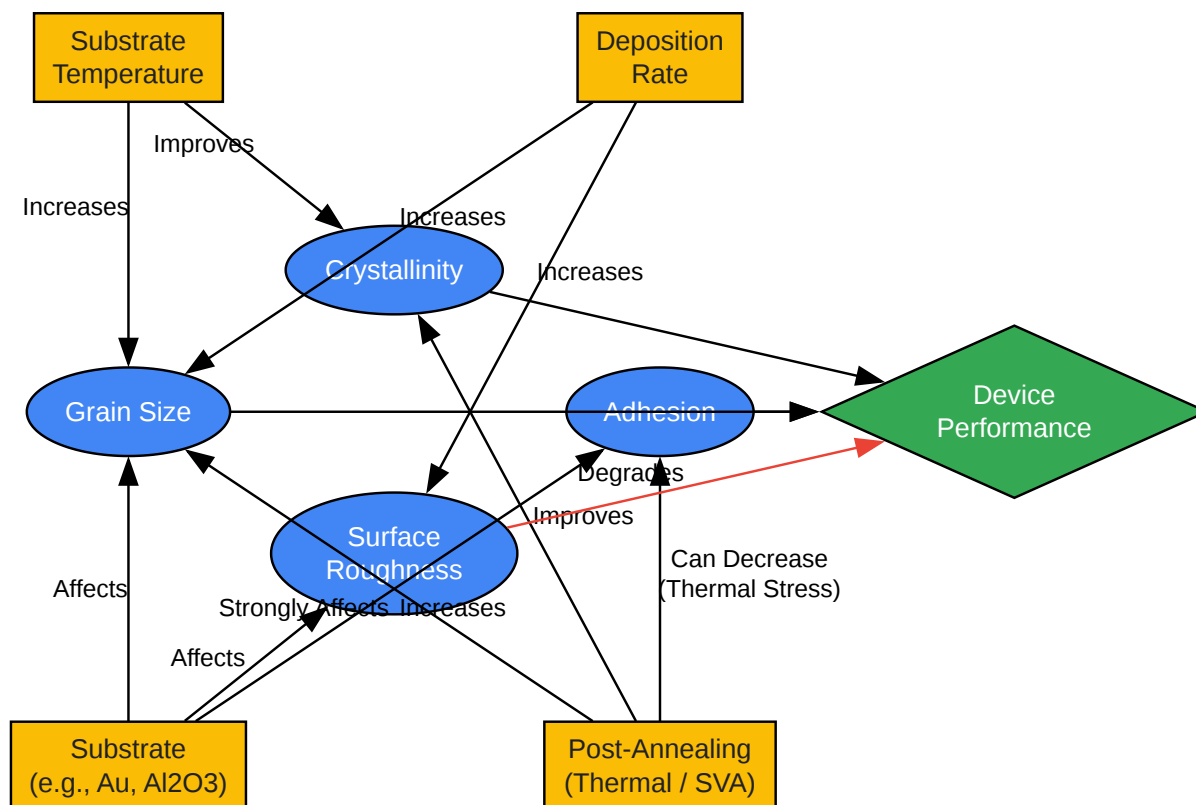 Substrate
Temperature
Deposition
Rate
Improves
Increases
Increases
Crystallinity
Increases
Grain Size
Adhesion
Device
Performance
Degrades
Improves
Surface
Roughness
Can Decrease
(Thermal Stress)
Affects
Strongly Affects
Increases
Affects
Substrate
(e.g., Au, Al2O3)
Post-Annealing
(Thermal / SVA)